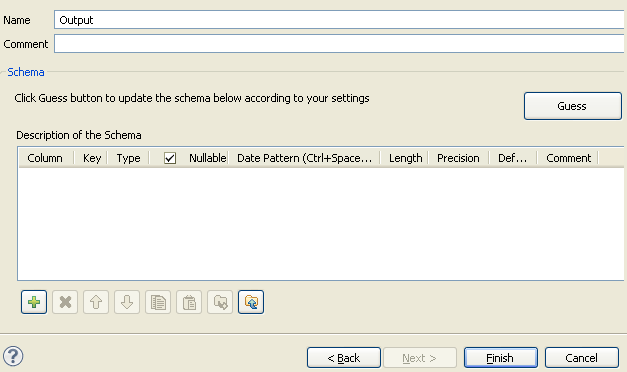 Name Output
Comment
Schema
Click Guess button to update the schema below according to your settings
Guess
Description of the Schema
Column Key Type Nullable Date Pattern (Ctrl+Space... Length Precision Def... Comment
?
< Back Next > Finish Cancel